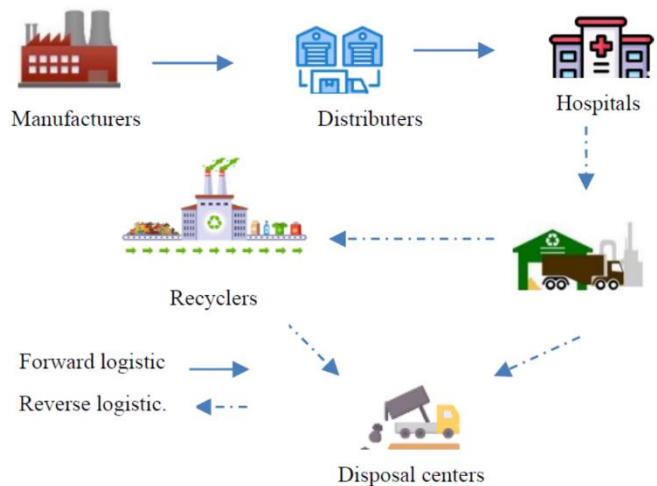 Manufacturers
Distributers
Hospitals
Recyclers
Forward logistic
Reverse logistic.
Disposal centers